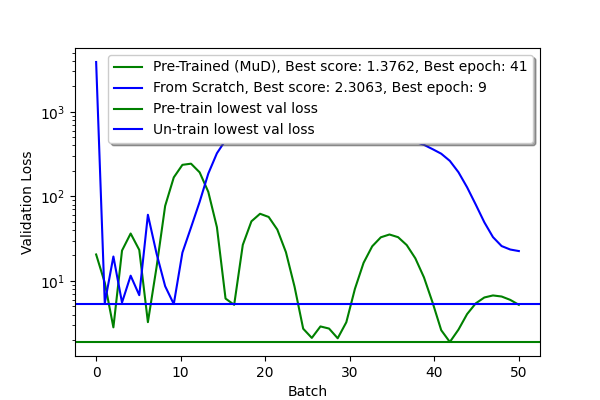 Pre-Trained (MuD), Best score: 1.3762, Best epoch: 41
From Scratch, Best score: 2.3063, Best epoch: 9
Pre-train lowest val loss
Un-train lowest val loss
Validation Loss
10³
10²
10¹
0 10 20 30 40 50
Batch